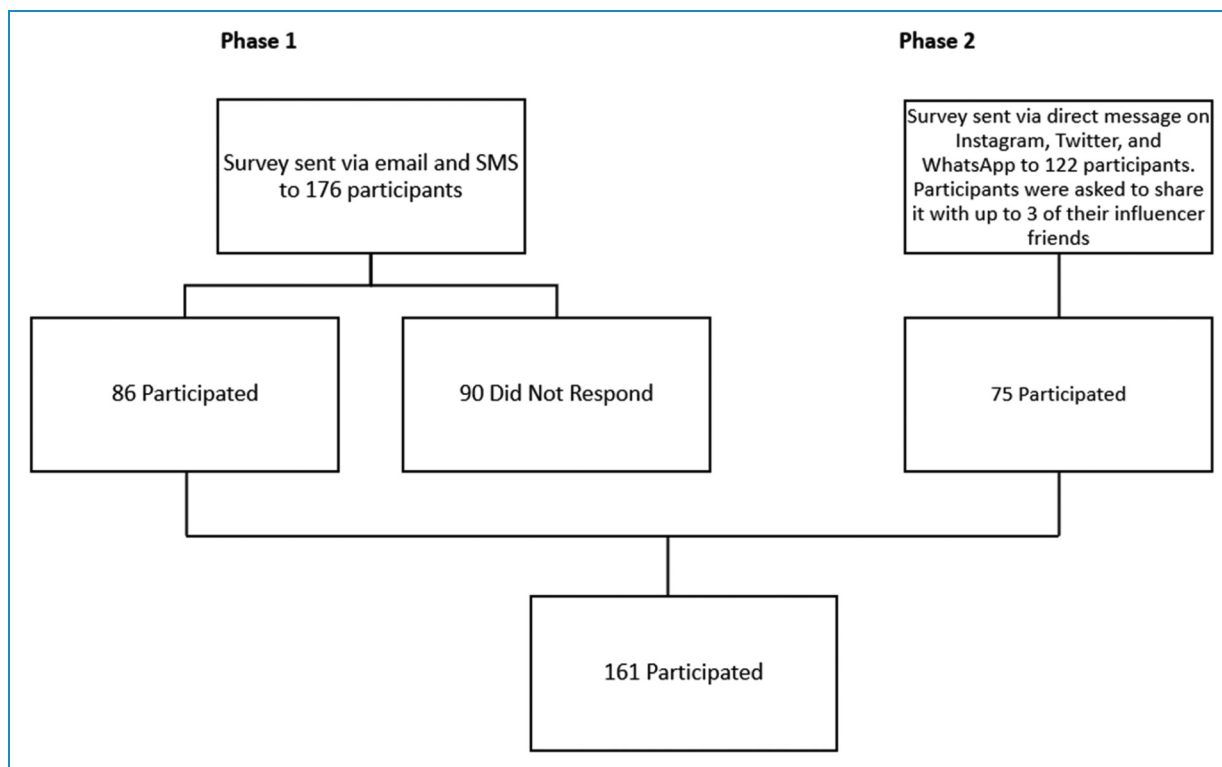 Phase 1
Phase 2
Survey sent via email and SMS
to 176 participants
Survey sent via direct message on
Instagram, Twitter, and
WhatsApp to 122 participants.
Participants were asked to share
it with up to 3 of their influencer
friends
86 Participated
90 Did Not Respond
75 Participated
161 Participated